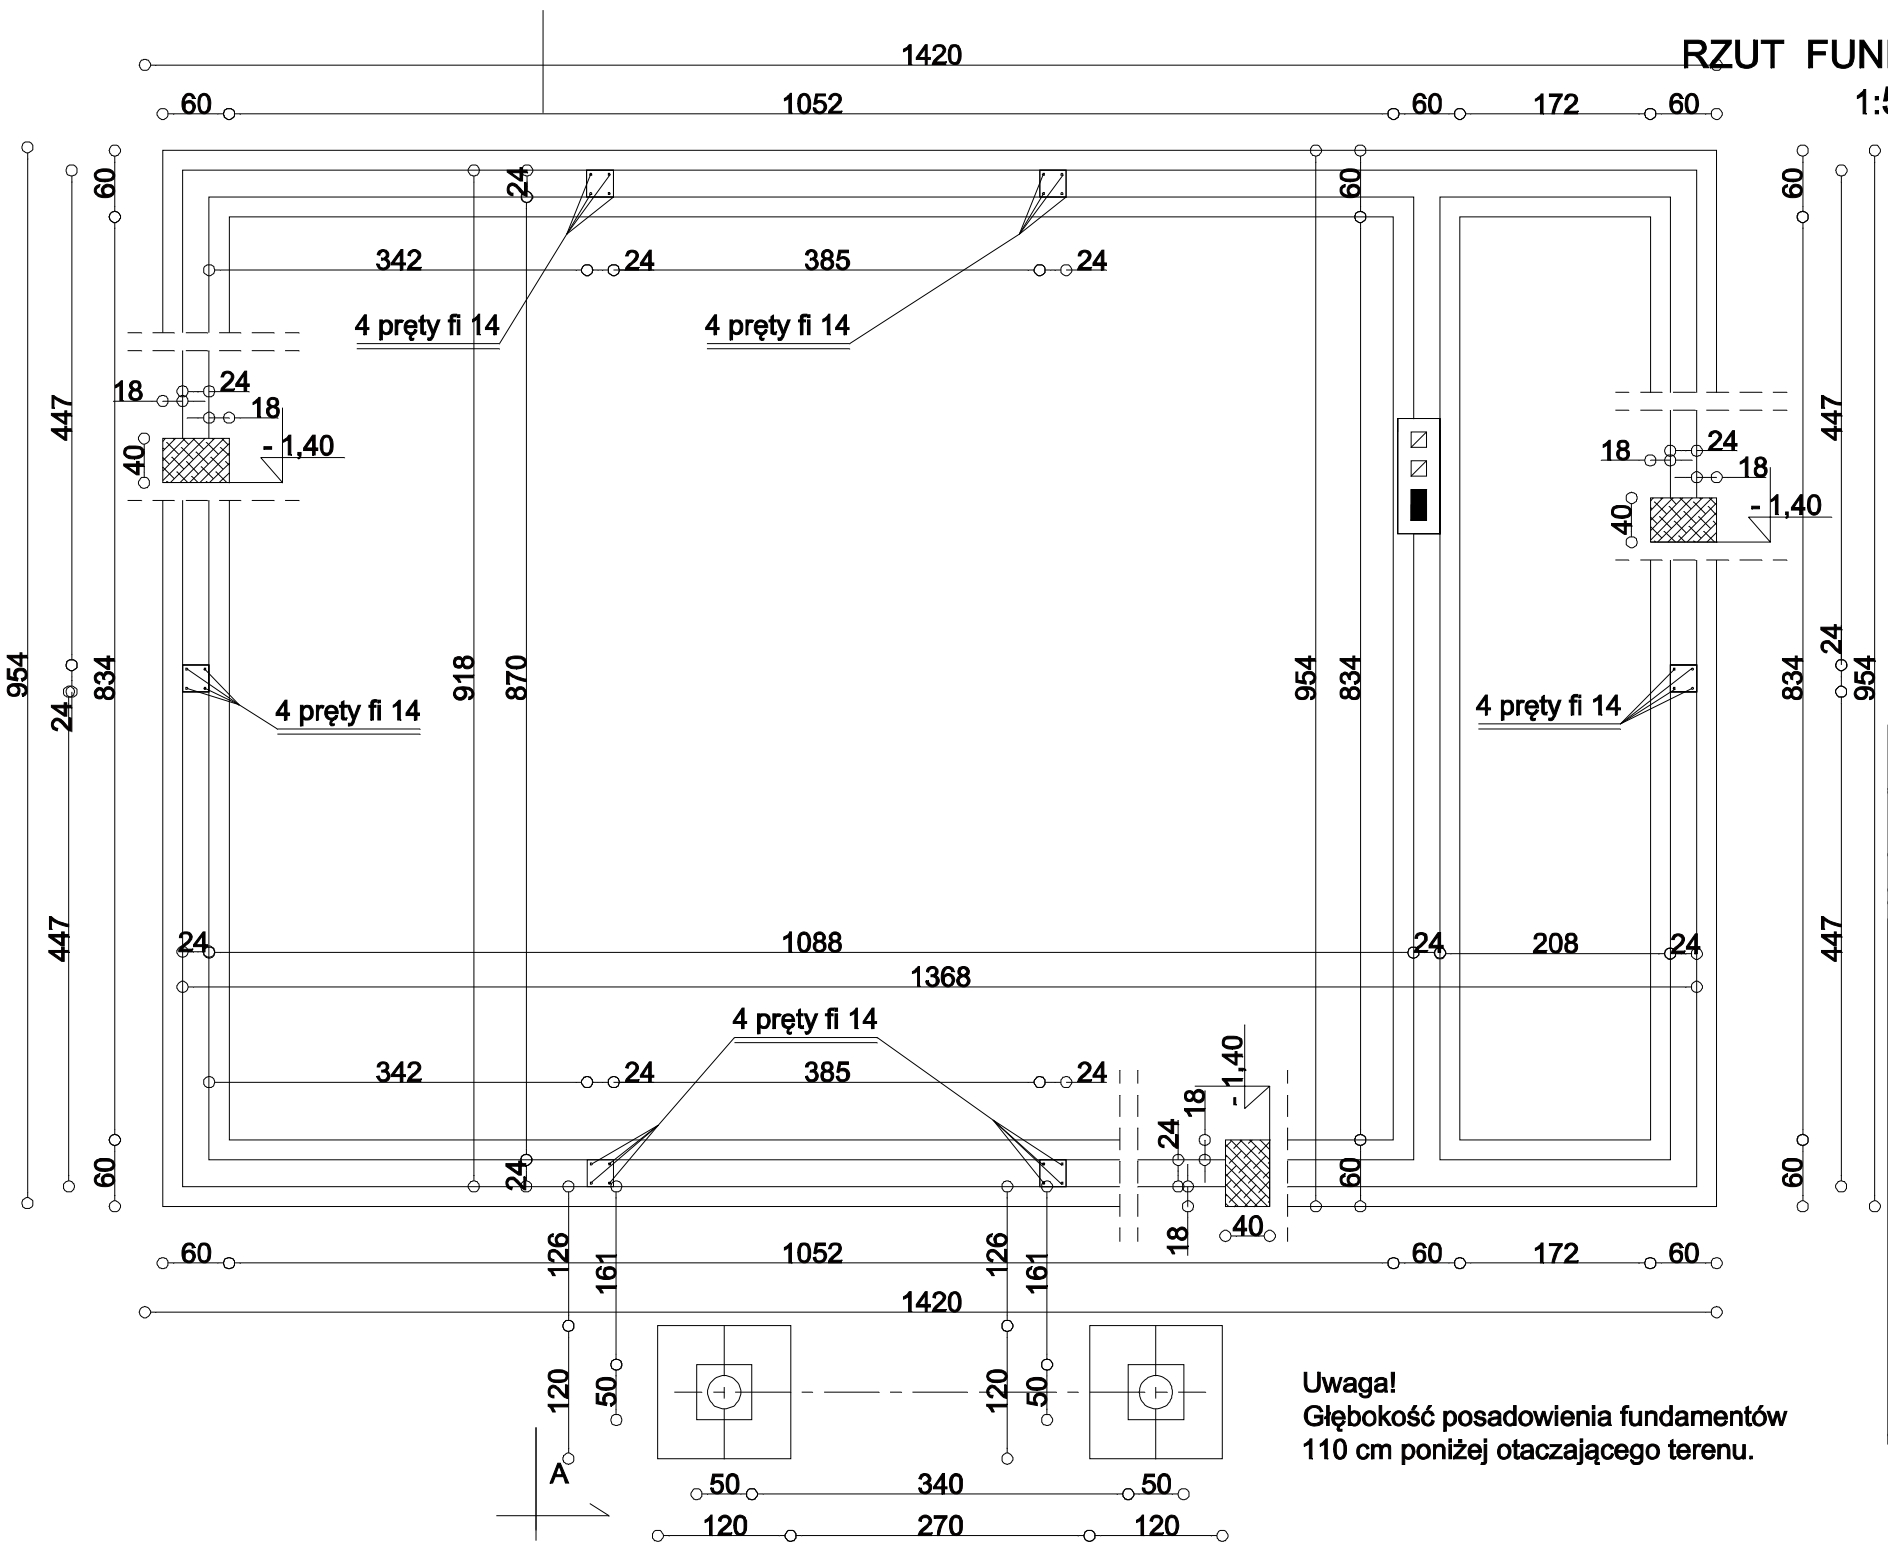 1420
RZUT FUN
60 1052 60 172 60
1:5
60 24 60 60
342 24 385 24
4 pręty fi 14 4 pręty fi 14
18 24 18
447 447
40 - 1,40
18 24 18
40 - 1,40
24
954 834 918 870 954 834 834 954
24
4 pręty fi 14 4 pręty fi 14
447 447
24 1088 24 208 24
1368
4 pręty fi 14
342 24 385 24
- 1,40
18
24
60 24 60 60
18 40
60 126 161 1052 126 161 60 172 60
1420
120 50 120 50
Uwaga!
Głębokość posadowienia fundamentów
110 cm poniżej otaczającego terenu.
A
50 340 50
120 270 120